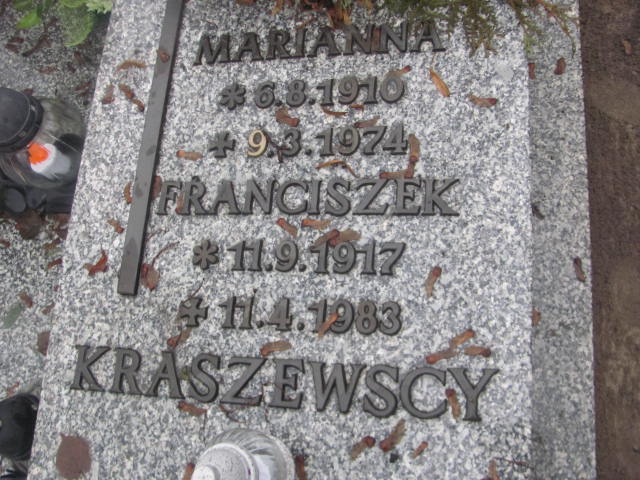 MARIANNA
* 6.8.1910
+ 9.3.1974
FRANCISZEK
* 11.9.1917
+ 11.4.1983
KRASZEWSCY